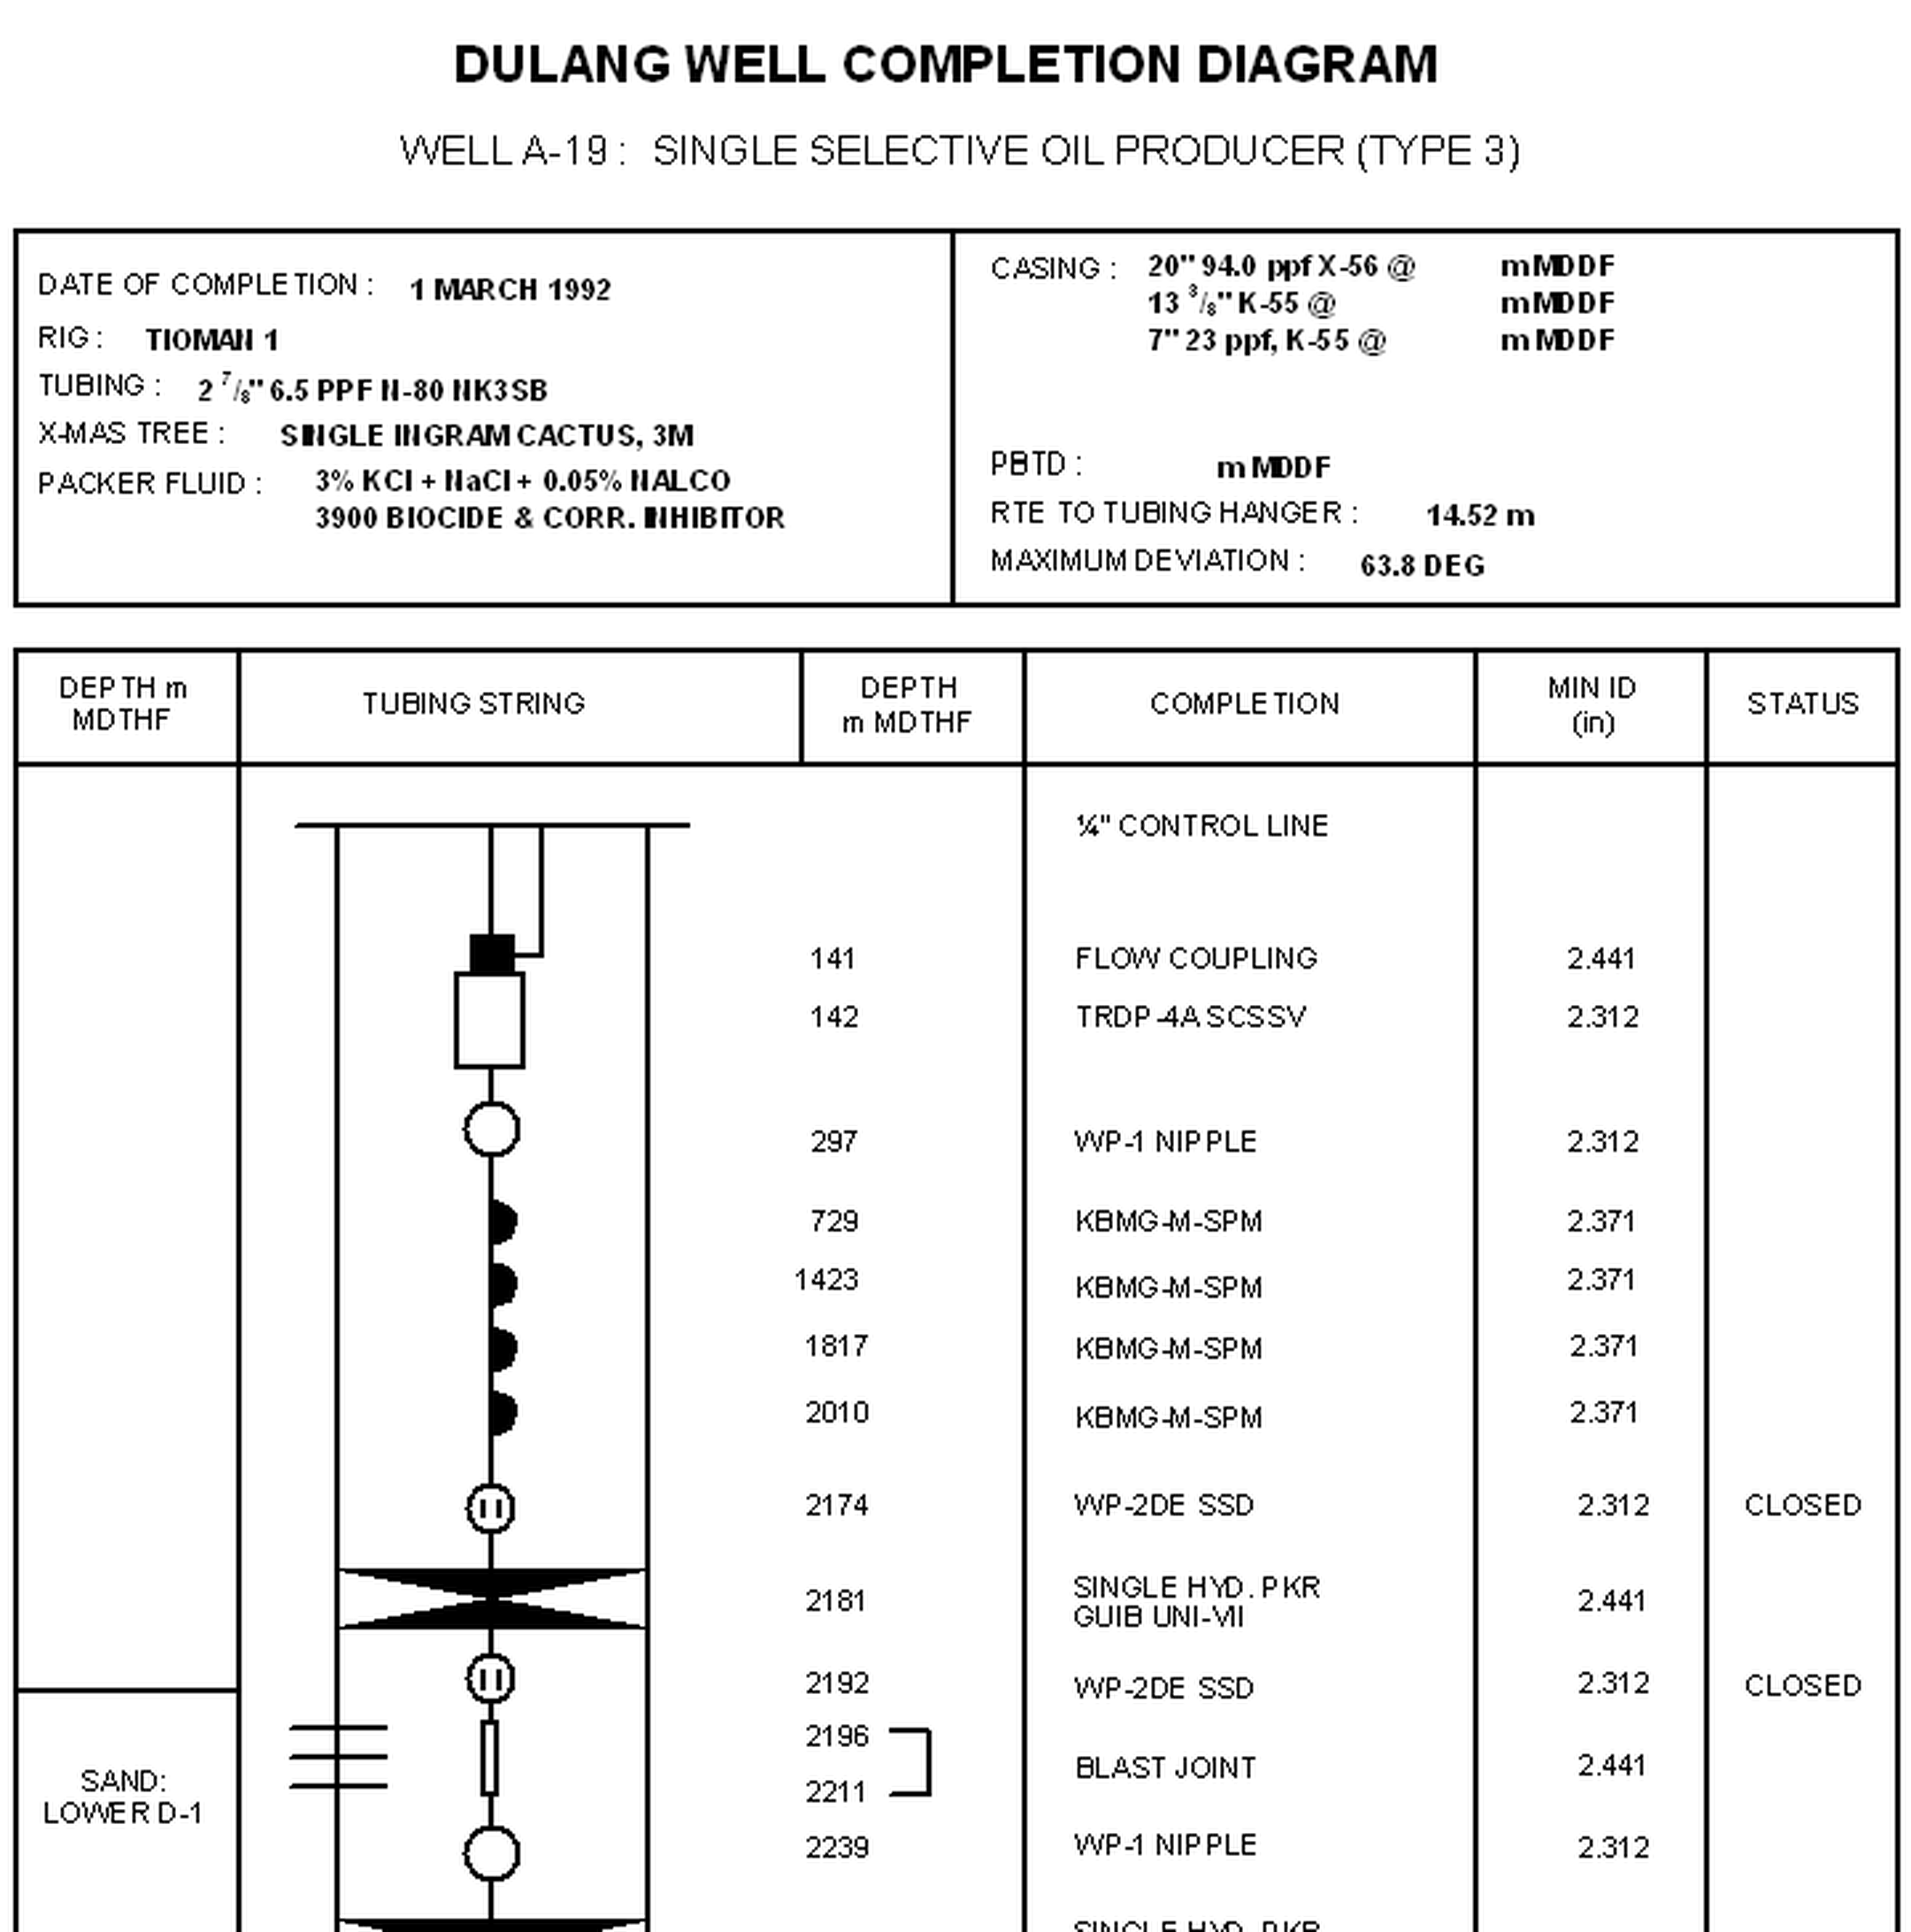 DULANG WELL COMPLETION DIAGRAM
WELL A-19 : SINGLE SELECTIVE OIL PRODUCER (TYPE 3)
DATE OF COMPLETION : 1 MARCH 1992
RIG : TIOMAN 1
TUBING : 2 7/8" 6.5 PPF N-80 NK3SB
X-MAS TREE : SINGLE INGRAM CACTUS, 3M
PACKER FLUID : 3% KCl + NaCl + 0.05% NALCO
3900 BIOCIDE & CORR. INHIBITOR
CASING : 20" 94.0 ppf X-56 @ mMDDF
13 3/8" K-55 @ mMDDF
7" 23 ppf, K-55 @ mMDDF
PBTD : mMDDF
RTE TO TUBING HANGER : 14.52 m
MAXIMUM DEVIATION : 63.8 DEG
DEPTH m MDTHF TUBING STRING DEPTH m MDTHF COMPLETION MIN ID (in) STATUS
¼" CONTROL LINE
141 FLOW COUPLING 2.441
142 TRDP-4A SCSSV 2.312
297 WP-1 NIPPLE 2.312
729 KBMG-M-SPM 2.371
1423 KBMG-M-SPM 2.371
1817 KBMG-M-SPM 2.371
2010 KBMG-M-SPM 2.371
2174 WP-2DE SSD 2.312 CLOSED
2181 SINGLE HYD. PKR GUIB UNI-VII 2.441
2192 WP-2DE SSD 2.312 CLOSED
2196
BLAST JOINT 2.441
2211
SAND:
LOWER D-1
2239 WP-1 NIPPLE 2.312
SINGLE HYD. PKR